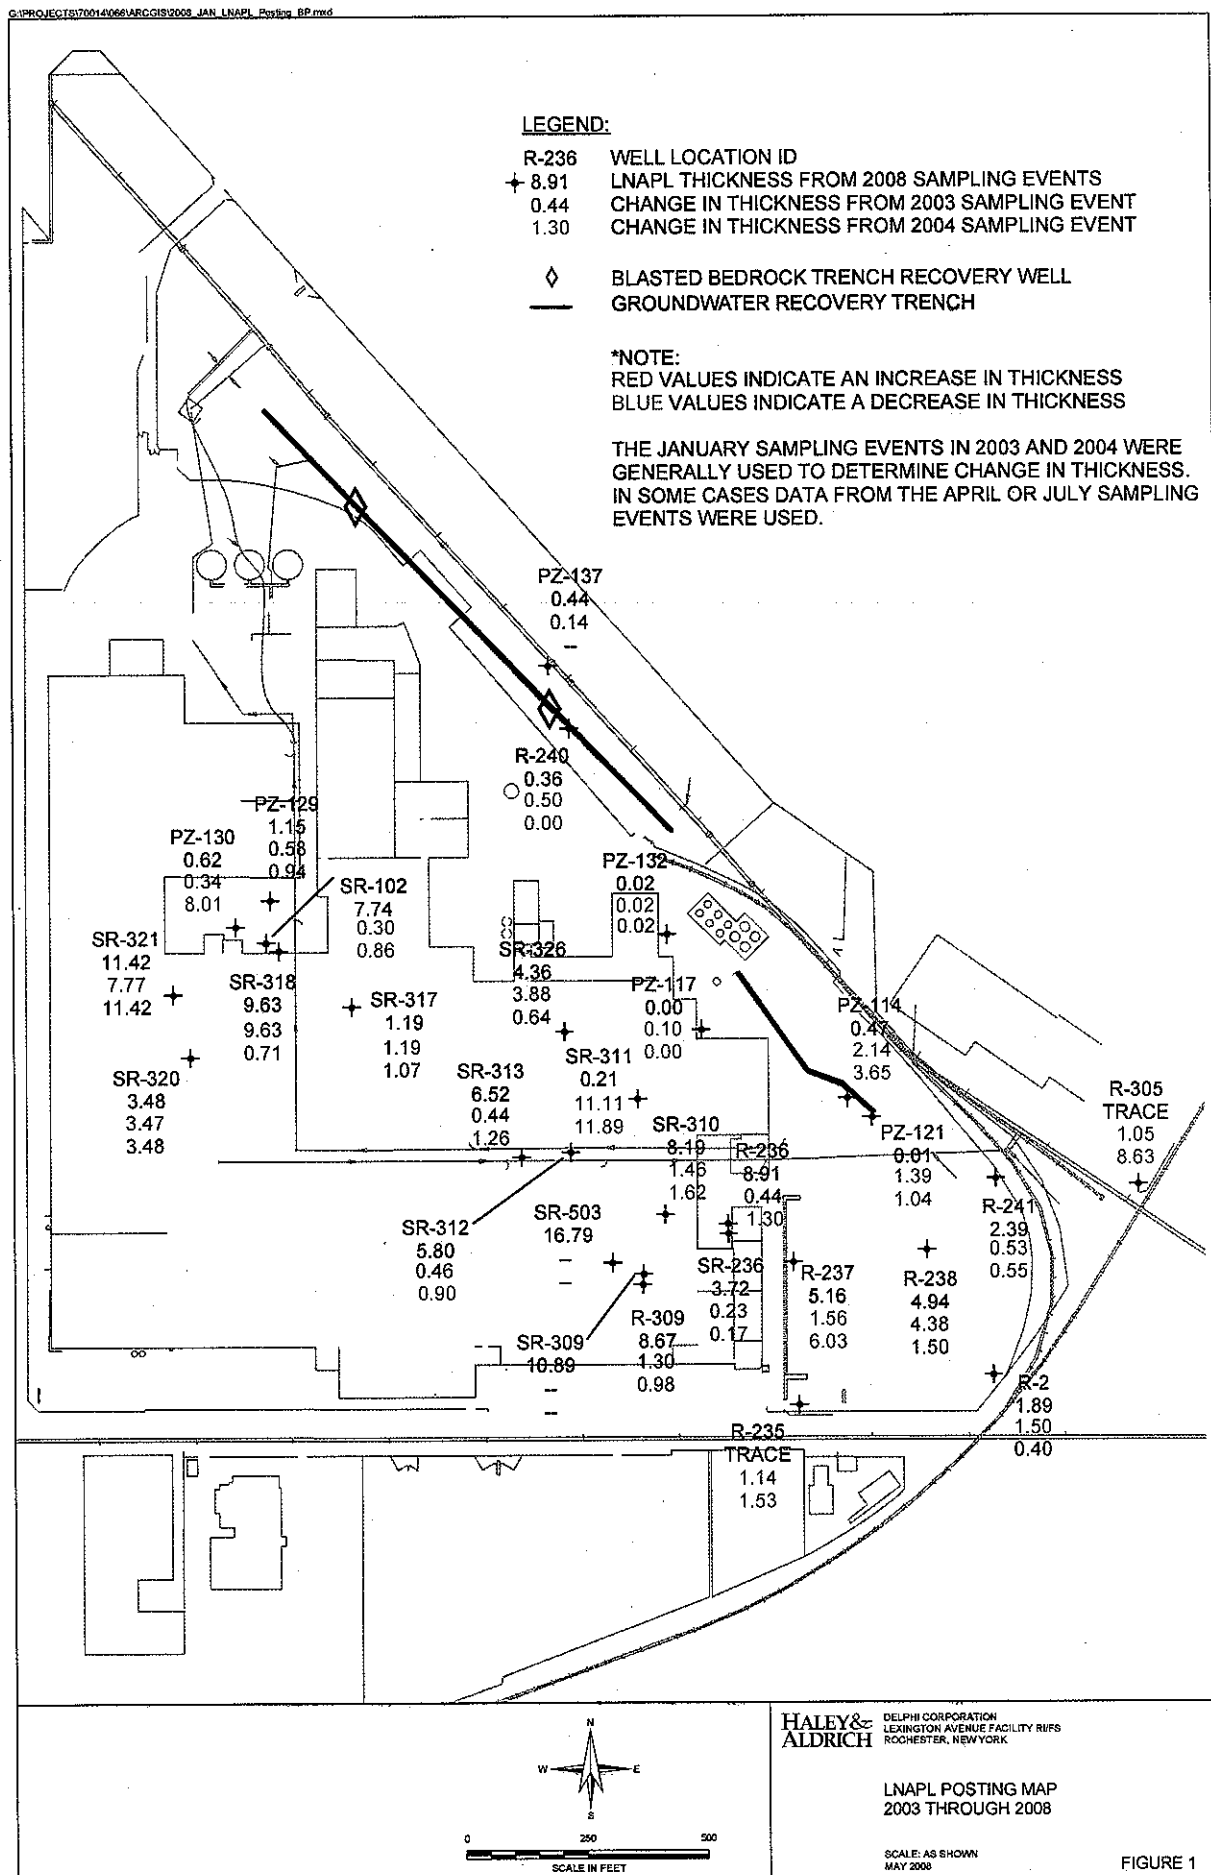 G:\PROJECTS\70014\066\ARCGIS\2008_JAN_LNAPL_Posting_BP.mxd
LEGEND:
R-236 WELL LOCATION ID
8.91 LNAPL THICKNESS FROM 2008 SAMPLING EVENTS
0.44 CHANGE IN THICKNESS FROM 2003 SAMPLING EVENT
1.30 CHANGE IN THICKNESS FROM 2004 SAMPLING EVENT
BLASTED BEDROCK TRENCH RECOVERY WELL
GROUNDWATER RECOVERY TRENCH
*NOTE:
RED VALUES INDICATE AN INCREASE IN THICKNESS
BLUE VALUES INDICATE A DECREASE IN THICKNESS
THE JANUARY SAMPLING EVENTS IN 2003 AND 2004 WERE
GENERALLY USED TO DETERMINE CHANGE IN THICKNESS.
IN SOME CASES DATA FROM THE APRIL OR JULY SAMPLING
EVENTS WERE USED.
PZ-137
0.44
0.14
--
R-240
0.36
0.50
0.00
PZ-129
1.15
0.58
0.94
PZ-130
0.62
0.34
8.01
SR-102
7.74
0.30
0.86
PZ-132
0.02
0.02
0.02
SR-321
11.42
7.77
11.42
SR-318
9.63
9.63
0.71
SR-317
1.19
1.19
1.07
SR-326
4.36
3.88
0.64
PZ-117
0.00
0.10
0.00
PZ-114
0.47
2.14
3.65
SR-320
3.48
3.47
3.48
SR-313
6.52
0.44
1.26
SR-311
0.21
11.11
11.89
SR-310
8.19
1.46
1.62
R-236
8.91
0.44
1.30
PZ-121
0.01
1.39
1.04
R-305
TRACE
1.05
8.63
R-241
2.39
0.53
0.55
SR-312
5.80
0.46
0.90
SR-503
16.79
--
--
SR-236
3.72
0.23
0.17
R-237
5.16
1.56
6.03
R-238
4.94
4.38
1.50
SR-309
10.89
--
--
R-309
8.67
1.30
0.98
R-2
1.89
1.50
0.40
R-235
TRACE
1.14
1.53
N
W E
S
0 250 500
SCALE IN FEET
HALEY &
ALDRICH
DELPHI CORPORATION
LEXINGTON AVENUE FACILITY RI/FS
ROCHESTER, NEW YORK
LNAPL POSTING MAP
2003 THROUGH 2008
SCALE: AS SHOWN
MAY 2008
FIGURE 1